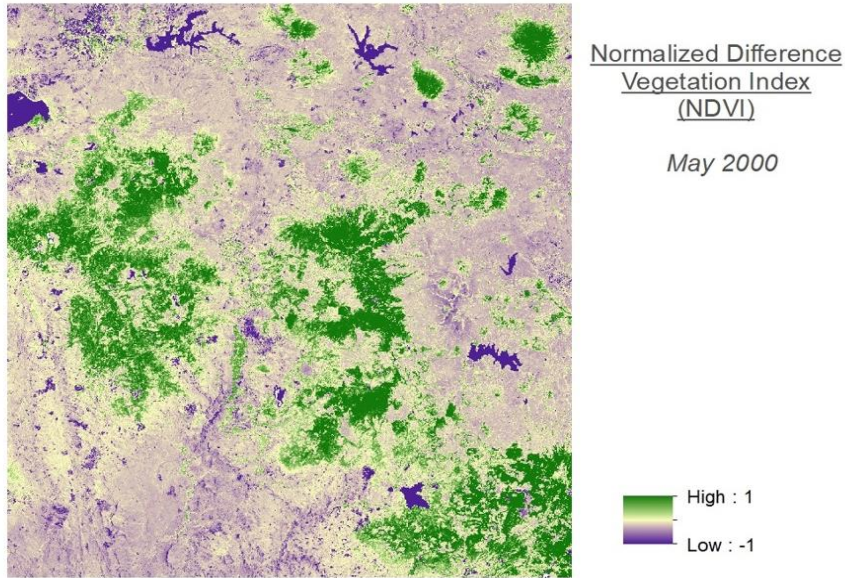 Normalized Difference
Vegetation Index
(NDVI)
May 2000
High : 1
Low : -1